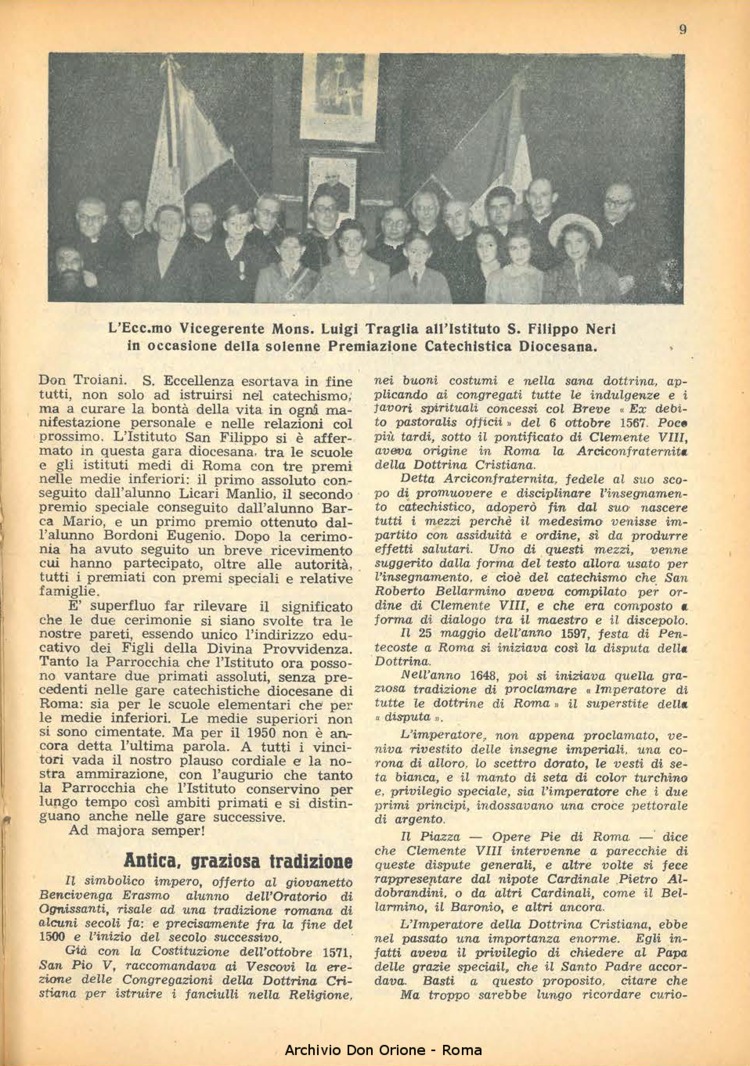 9
L'Ecc.mo Vicegerente Mons. Luigi Traglia all'Istituto S. Filippo Neri
in occasione della solenne Premiazione Catechistica Diocesana.
Don Troiani. S. Eccellenza esortava in fine
tutti, non solo ad istruirsi nel catechismo,
ma a curare la bontà della vita in ogni ma-
nifestazione personale e nelle relazioni col
prossimo. L'Istituto San Filippo si è affer-
mato in questa gara diocesana, tra le scuole
e gli istituti medi di Roma con tre premi
nelle medie inferiori: il primo assoluto con-
seguito dall'alunno Licari Manlio, il secondo
premio speciale conseguito dall'alunno Bar-
ca Mario, e un primo premio ottenuto dal-
l'alunno Bordoni Eugenio. Dopo la cerimo-
nia ha avuto seguito un breve ricevimento
cui hanno partecipato, oltre alle autorità,
tutti i premiati con premi speciali e relative
famiglie.
E' superfluo far rilevare il significato
che le due cerimonie si siano svolte tra le
nostre pareti, essendo unico l'indirizzo edu-
cativo dei Figli della Divina Provvidenza.
Tanto la Parrocchia che l'Istituto ora posso-
no vantare due primati assoluti, senza pre-
cedenti nelle gare catechistiche diocesane di
Roma: sia per le scuole elementari che per
le medie inferiori. Le medie superiori non
si sono cimentate. Ma per il 1950 non è an-
cora detta l'ultima parola. A tutti i vinci-
tori vada il nostro plauso cordiale e la no-
stra ammirazione, con l'augurio che tanto
la Parrocchia che l'Istituto conservino per
lungo tempo così ambiti primati e si distin-
guano anche nelle gare successive.
Ad majora semper!
Antica, graziosa tradizione
Il simbolico impero, offerto al giovanetto
Bencivenga Erasmo alunno dell'Oratorio di
Ognissanti, risale ad una tradizione romana di
alcuni secoli fa; e precisamente fra la fine del
1500 e l'inizio del secolo successivo.
Già con la Costituzione dell'ottobre 1571,
San Pio V, raccomandava ai Vescovi la ere-
zione delle Congregazioni della Dottrina Cri-
stiana per istruire i fanciulli nella Religione,
nei buoni costumi e nella sana dottrina, ap-
plicando ai congregati tutte le indulgenze e i
favori spirituali concessi col Breve « Ex debi-
to pastoralis officii » del 6 ottobre 1567. Poco
più tardi, sotto il pontificato di Clemente VIII,
aveva origine in Roma la Arciconfraternita
della Dottrina Cristiana.
Detta Arciconfraternita, fedele al suo sco-
po di promuovere e disciplinare l'insegnamen-
to catechistico, adoperò fin dal suo nascere
tutti i mezzi perchè il medesimo venisse im-
partito con assiduità e ordine, sì da produrre
effetti salutari. Uno di questi mezzi, venne
suggerito dalla forma del testo allora usato per
l'insegnamento, e cioè del catechismo che San
Roberto Bellarmino aveva compilato per or-
dine di Clemente VIII, e che era composto a
forma di dialogo tra il maestro e il discepolo.
Il 25 maggio dell'anno 1597, festa di Pen-
tecoste a Roma si iniziava così la disputa della
Dottrina.
Nell'anno 1648, poi si iniziava quella gra-
ziosa tradizione di proclamare « Imperatore di
tutte le dottrine di Roma » il superstite della
« disputa ».
L'imperatore, non appena proclamato, ve-
niva rivestito delle insegne imperiali, una co-
rona di alloro, lo scettro dorato, le vesti di se-
ta bianca, e il manto di seta di color turchino
e, privilegio speciale, sia l'imperatore che i due
primi principi, indossavano una croce pettorale
di argento.
Il Piazza — Opere Pie di Roma — dice
che Clemente VIII intervenne a parecchie di
queste dispute generali, e altre volte si fece
rappresentare dal nipote Cardinale Pietro Al-
dobrandini, o da altri Cardinali, come il Bel-
larmino, il Baronio, e altri ancora.
L'Imperatore della Dottrina Cristiana, ebbe
nel passato una importanza enorme. Egli in-
fatti aveva il privilegio di chiedere al Papa
delle grazie speciail, che il Santo Padre accor-
dava. Basti a questo proposito, citare che
Ma troppo sarebbe lungo ricordare curio-
Archivio Don Orione - Roma